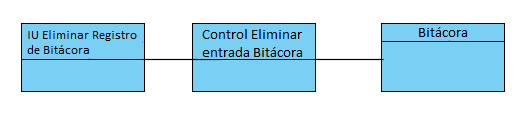 IU Eliminar Registro
de Bitácora
Control Eliminar
entrada Bitácora
Bitácora